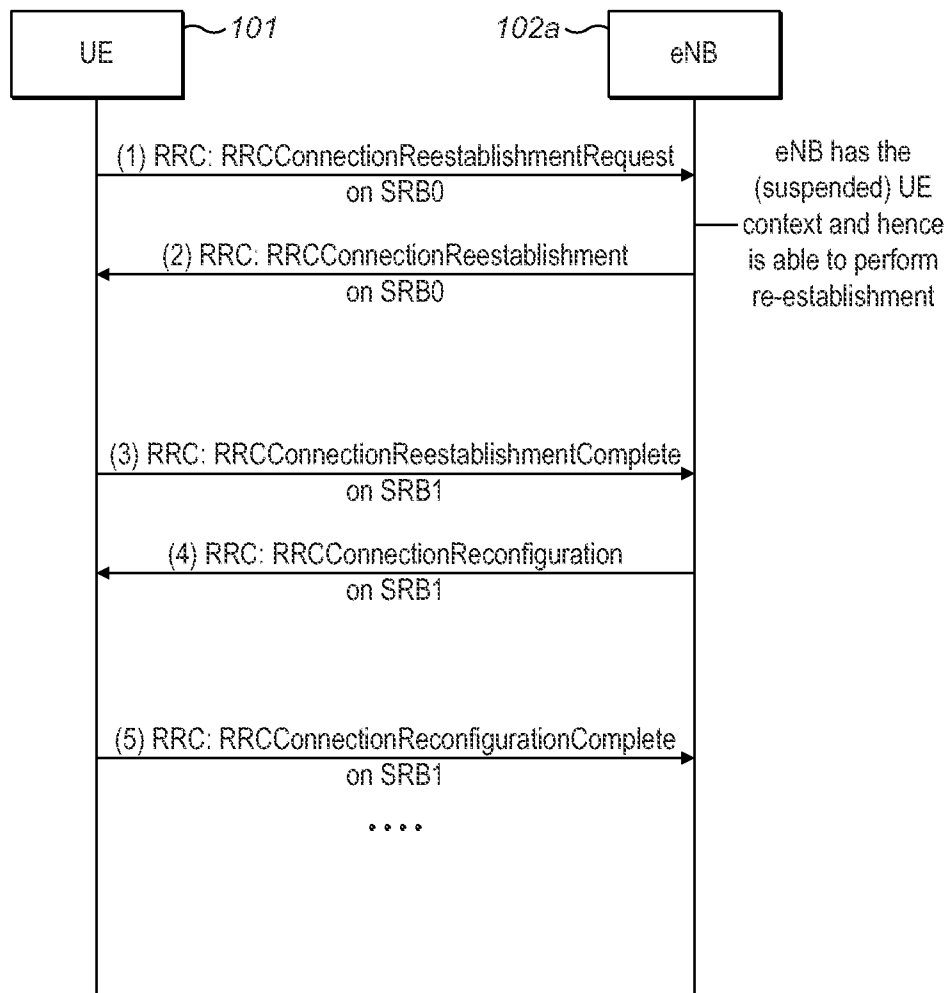 101
102a
UE
eNB
(1) RRC: RRCConnectionReestablishmentRequest
on SRB0
eNB has the
(suspended) UE
context and hence
is able to perform
re-establishment
(2) RRC: RRCConnectionReestablishment
on SRB0
(3) RRC: RRCConnectionReestablishmentComplete
on SRB1
(4) RRC: RRCConnectionReconfiguration
on SRB1
(5) RRC: RRCConnectionReconfigurationComplete
on SRB1
. . . .